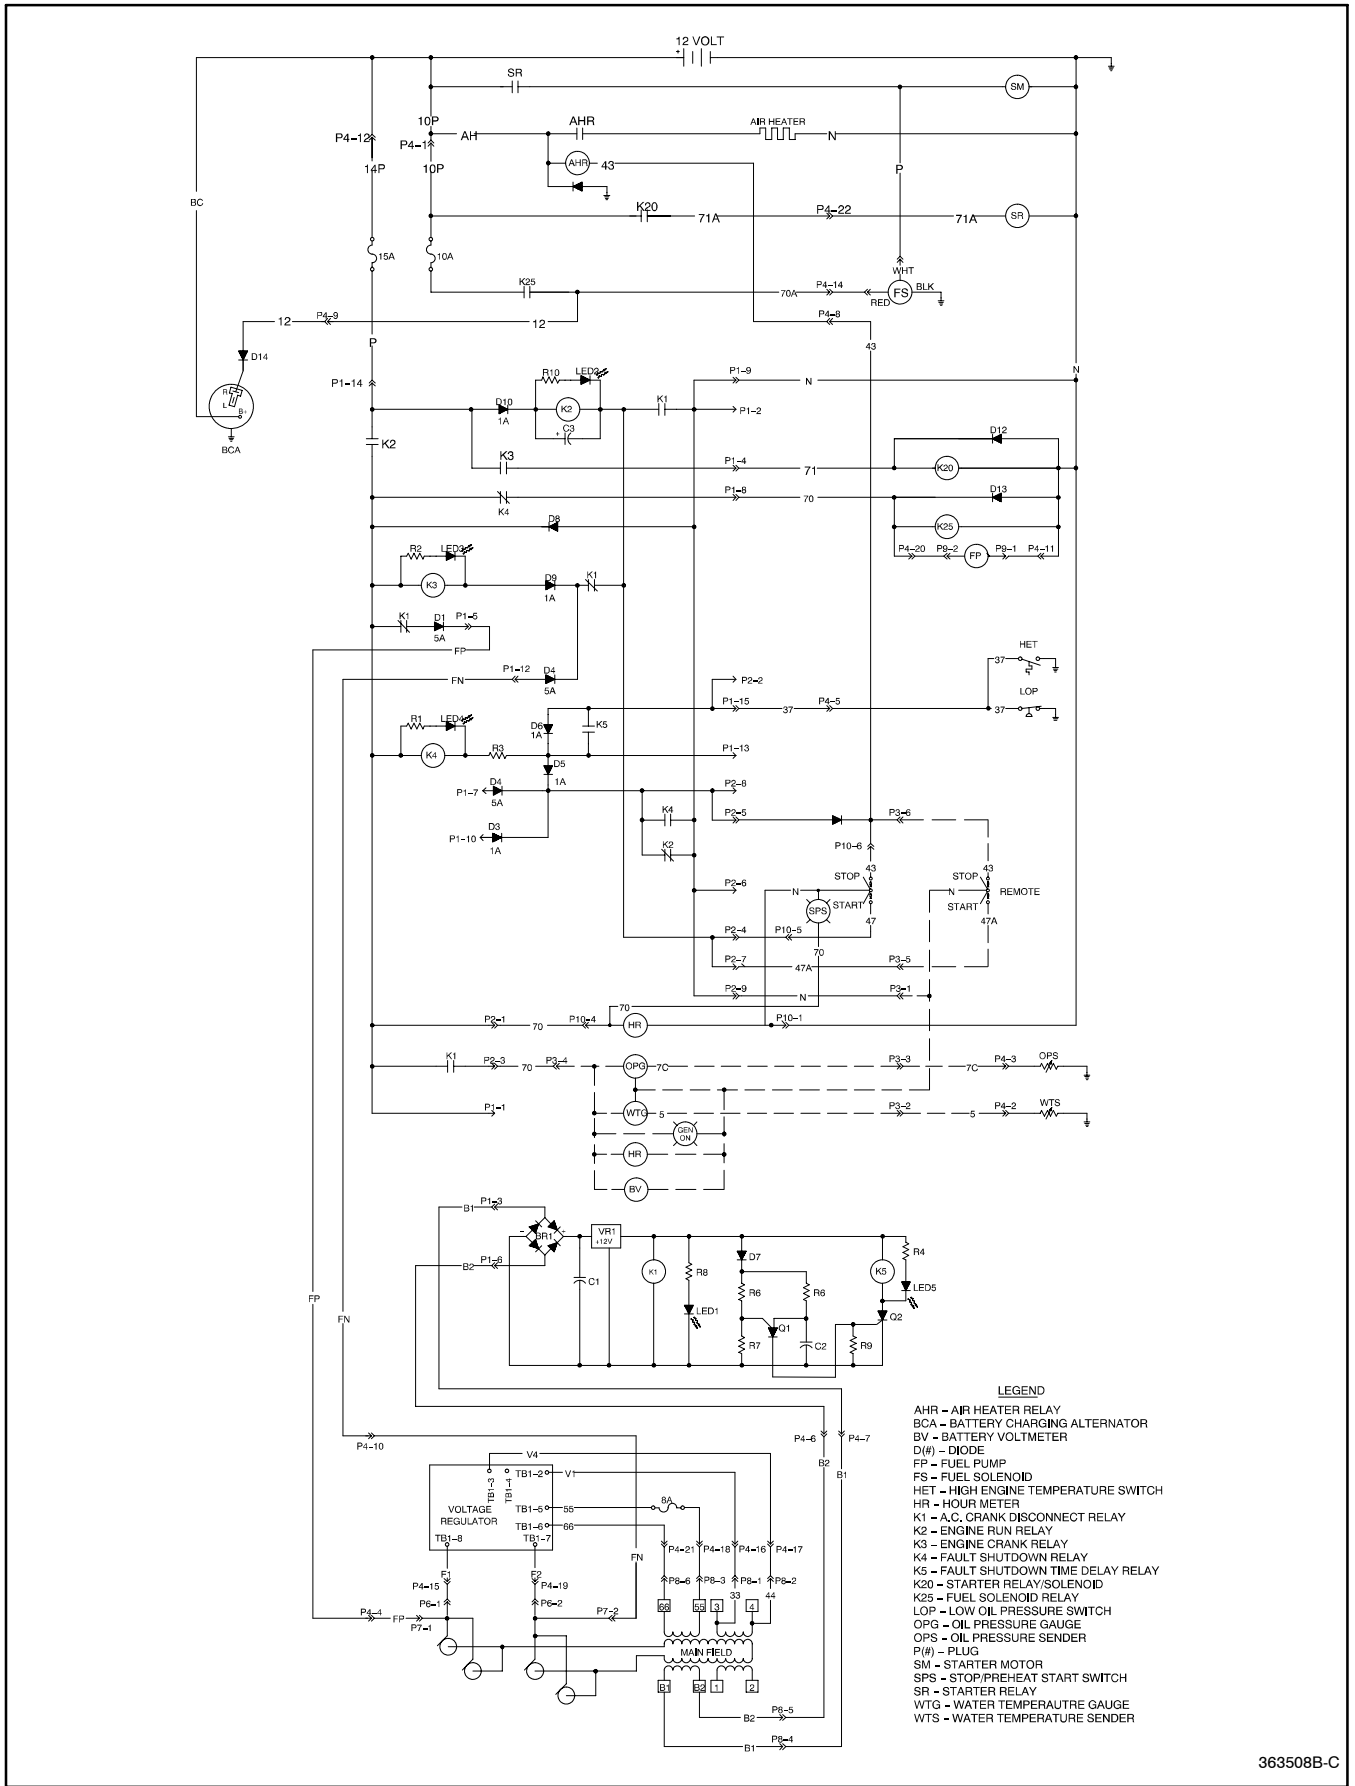 12 VOLT
+
SR
SM
10P
AH
AHR
AIR HEATER
N
P4-12
P4-1
14P
10P
AHR
43
P
BC
K20
71A
P4-22
71A
SR
15A
10A
WHT
K25
70A
P4-14
RED
FS
BLK
12
P4-9
12
P4-8
P
43
D14
R10
LED2
P1-9
N
N
P1-14
R
L
B+
BCA
D10
1A
K2
K1
P1-2
+
C3
K2
D12
K3
P1-4
71
K20
K4
P1-8
70
D13
D8
K25
R2
LED3
P4-20
P9-2
FP
P9-1
P4-11
K3
D9
1A
K1
K1
D1
5A
P1-5
FP
HET
37
P1-12
FN
D4
5A
P2-2
LOP
P1-15
37
P4-5
37
R1
LED4
D6
1A
K5
K4
R3
P1-13
D5
1A
P1-7
D4
5A
P2-8
K4
P2-5
P3-6
P1-10
D3
1A
K2
P10-6
43
43
STOP
STOP
P2-6
N
REMOTE
START
START
SPS
47
47A
P2-4
P10-5
70
P2-7
47A
P3-5
P2-9
N
P3-1
70
P2-1
70
P10-4
HR
P10-1
K1
P2-3
70
P3-4
OPG
7C
P3-3
7C
P4-3
OPS
P1-1
WTG
5
P3-2
5
P4-2
WTS
GEN
ON
HR
BV
B1
P1-3
-
BR1
+
VR1
+12V
P1-6
B2
D7
R4
C1
K1
R8
K5
R6
R6
LED5
FP
LED1
FN
Q1
Q2
R7
C2
R9
LEGEND
AHR – AIR HEATER RELAY
BCA – BATTERY CHARGING ALTERNATOR
BV – BATTERY VOLTMETER
D(#) – DIODE
FP – FUEL PUMP
FS – FUEL SOLENOID
HET – HIGH ENGINE TEMPERATURE SWITCH
HR – HOUR METER
K1 – A.C. CRANK DISCONNECT RELAY
K2 – ENGINE RUN RELAY
K3 – ENGINE CRANK RELAY
K4 – FAULT SHUTDOWN RELAY
K5 – FAULT SHUTDOWN TIME DELAY RELAY
K20 – STARTER RELAY/SOLENOID
K25 – FUEL SOLENOID RELAY
LOP – LOW OIL PRESSURE SWITCH
OPG – OIL PRESSURE GAUGE
OPS – OIL PRESSURE SENDER
P(#) – PLUG
SM – STARTER MOTOR
SPS – STOP/PREHEAT START SWITCH
SR – STARTER RELAY
WTG – WATER TEMPERAUTRE GAUGE
WTS – WATER TEMPERATURE SENDER
P4-10
P4-6
P4-7
B2
B1
V4
TB1-3
TB1-4
TB1-2
V1
VOLTAGE
REGULATOR
TB1-5
55
8A
TB1-6
66
TB1-8
TB1-7
P4-21
P4-18
P4-16
P4-17
FN
F1
F2
P4-15
P4-19
P8-6
P8-3
P8-1
P8-2
33
44
P6-1
P6-2
P7-2
66
55
3
4
P4-4
FP
P7-1
MAIN FIELD
B1
B2
1
2
B2
P8-5
B1
P8-4
363508B-C